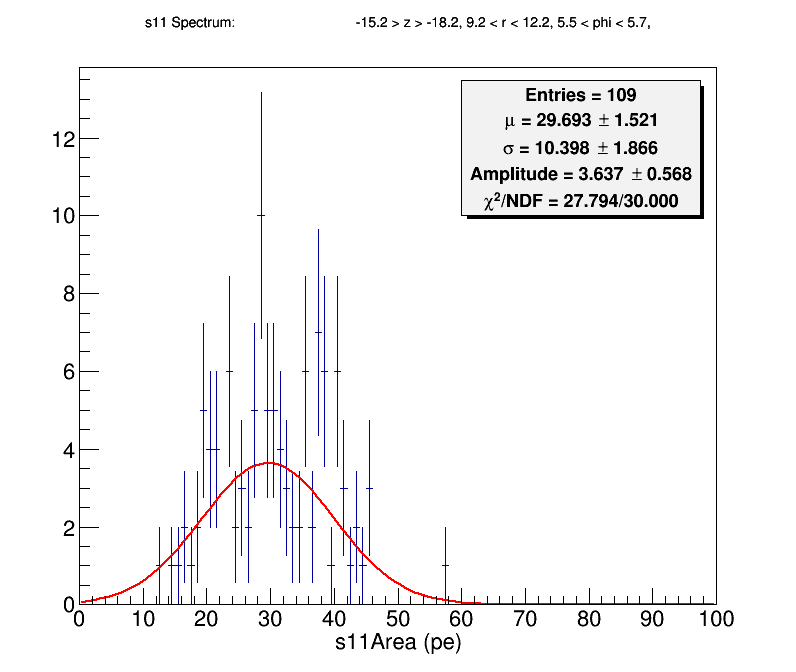 s11 Spectrum: -15.2 > z > -18.2, 9.2 < r < 12.2, 5.5 < phi < 5.7,
Entries = 109
μ = 29.693 ± 1.521
σ = 10.398 ± 1.866
Amplitude = 3.637 ± 0.568
χ²/NDF = 27.794/30.000
12
10
8
6
4
2
0
0 10 20 30 40 50 60 70 80 90 100
s11Area (pe)